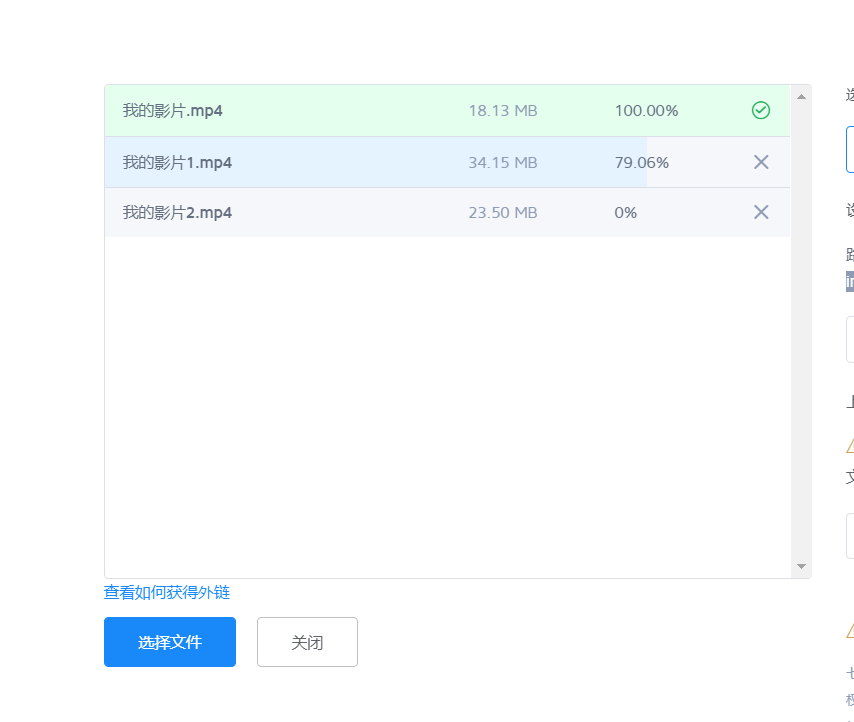 我的影片.mp4 18.13 MB 100.00%
我的影片1.mp4 34.15 MB 79.06%
我的影片2.mp4 23.50 MB 0%
查看如何获得外链
选择文件 关闭